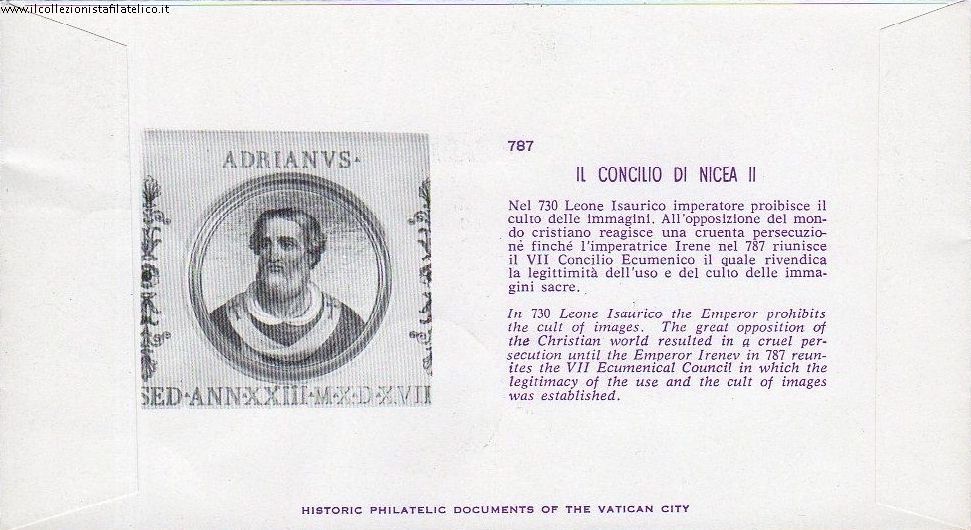 www.ilcollezionistafilatelico.it
ADRIANVS·
SED·ANN·XXIII·M·X·D·XVII
787
IL CONCILIO DI NICEA II
Nel 730 Leone Isaurico imperatore proibisce il
culto delle immagini. All'opposizione del mon-
do cristiano reagisce una cruenta persecuzio-
ne finché l'imperatrice Irene nel 787 riunisce
il VII Concilio Ecumenico il quale rivendica
la legittimità dell'uso e del culto delle imma-
gini sacre.
In 730 Leone Isaurico the Emperor prohibits
the cult of images. The great opposition of
the Christian world resulted in a cruel per-
secution until the Emperor Irenev in 787 reun-
ites the VII Ecumenical Council in which the
legitimacy of the use and the cult of images
was established.
HISTORIC PHILATELIC DOCUMENTS OF THE VATICAN CITY